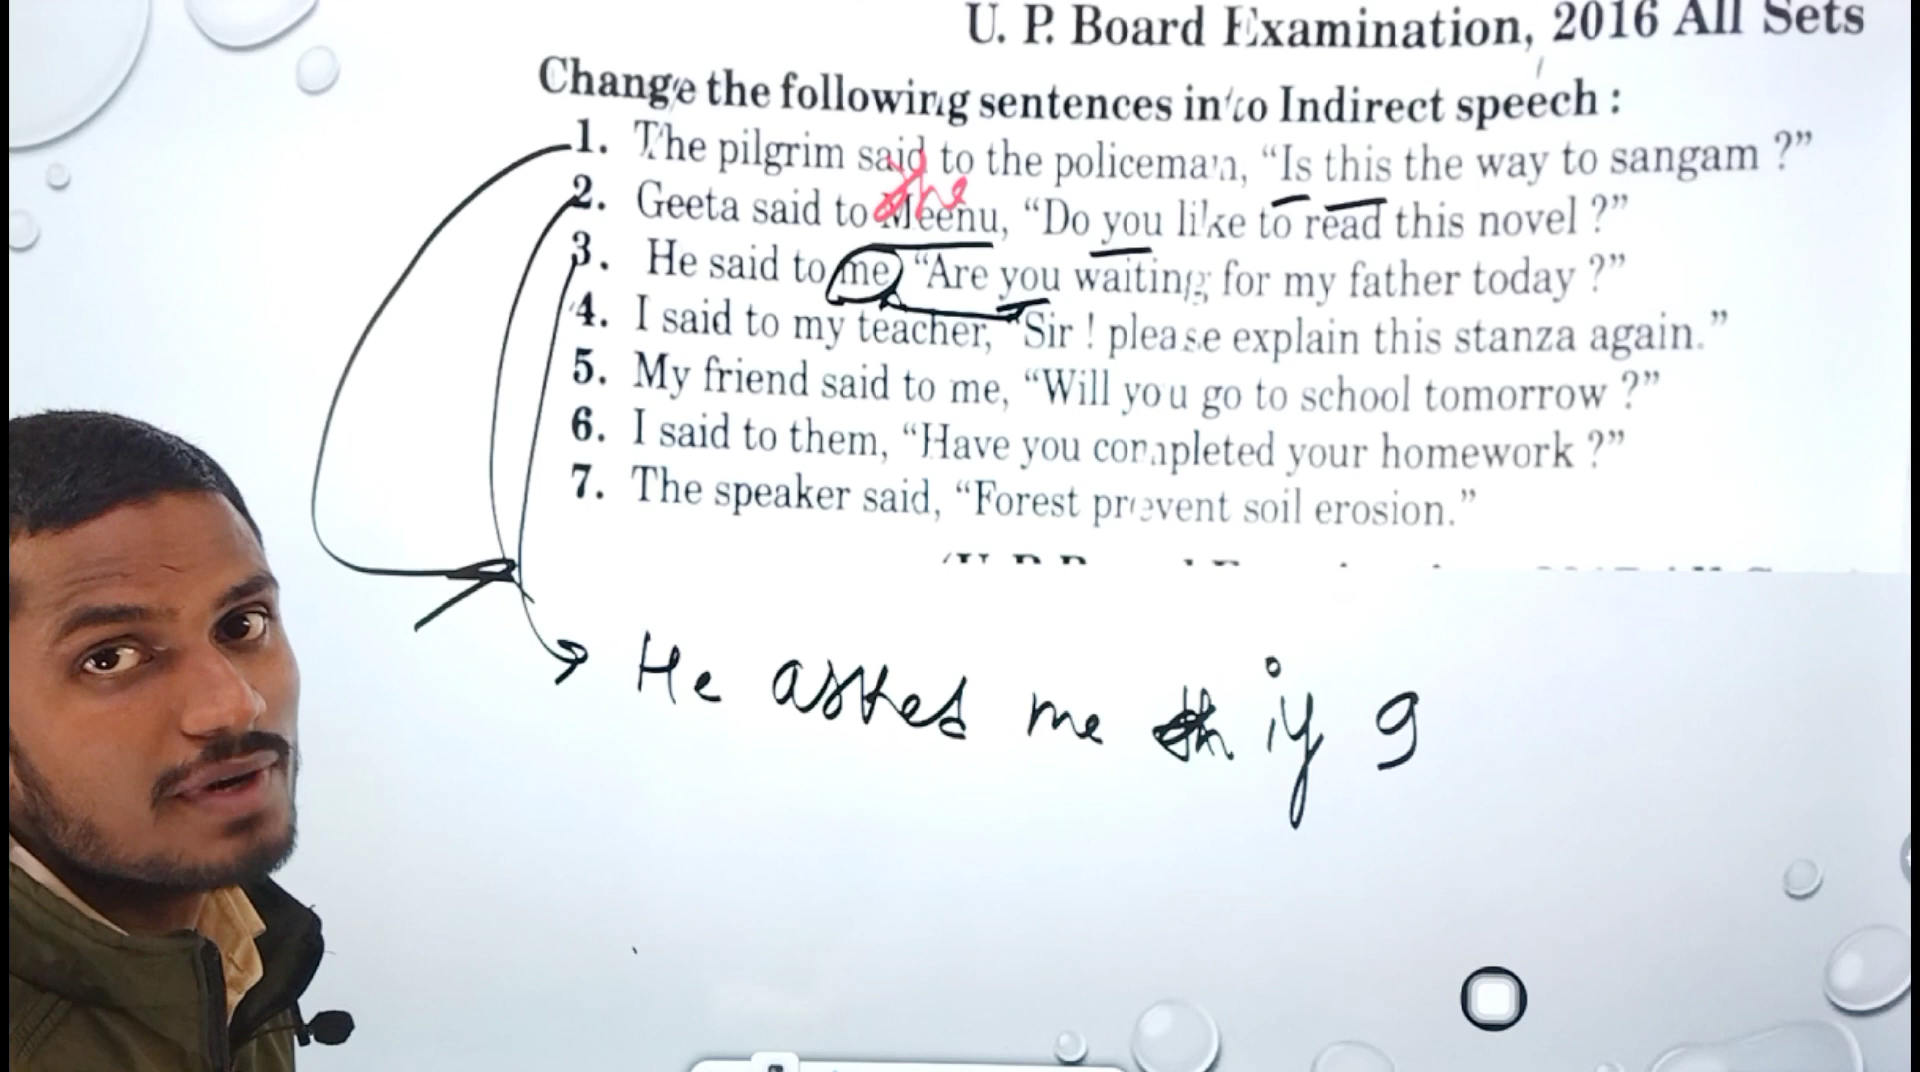 U. P. Board Examination, 2016 All Sets
Change the following sentences into Indirect speech :
1. The pilgrim said to the policeman, “Is this the way to sangam ?”
the
2. Geeta said to Meenu, “Do you like to read this novel ?”
3. He said to me, “Are you waiting for my father today ?”
4. I said to my teacher, “Sir ! please explain this stanza again.”
5. My friend said to me, “Will you go to school tomorrow ?”
6. I said to them, “Have you completed your homework ?”
7. The speaker said, “Forest prevent soil erosion.”
He asked me if I